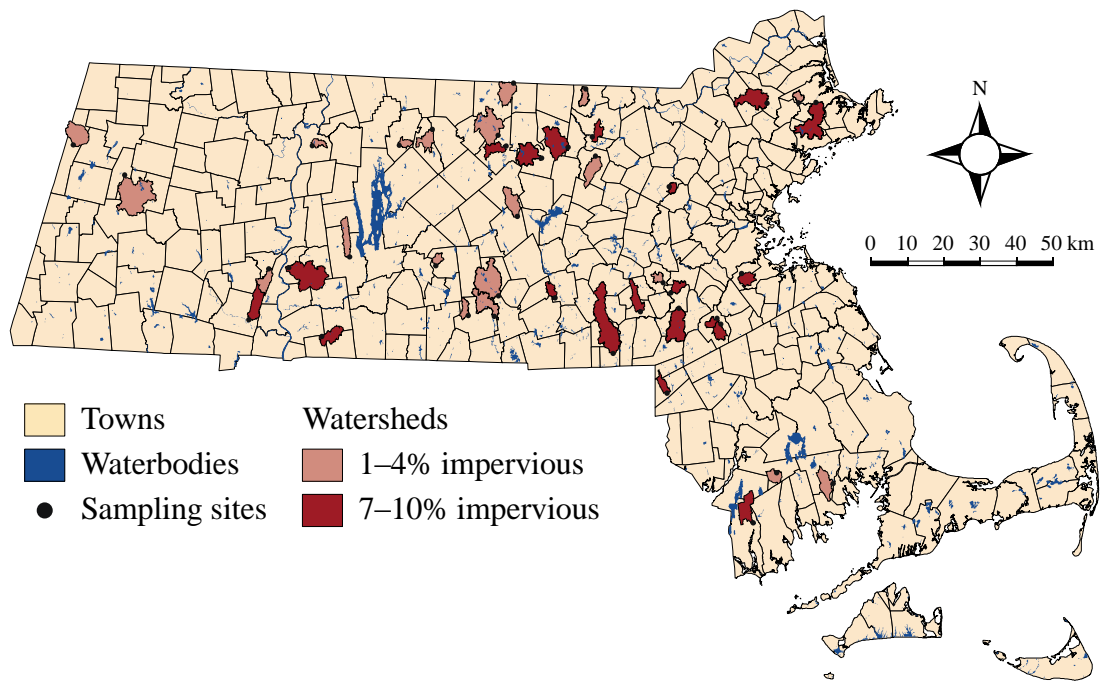 N
0 10 20 30 40 50 km
Towns
Waterbodies
Sampling sites
Watersheds
1–4% impervious
7–10% impervious